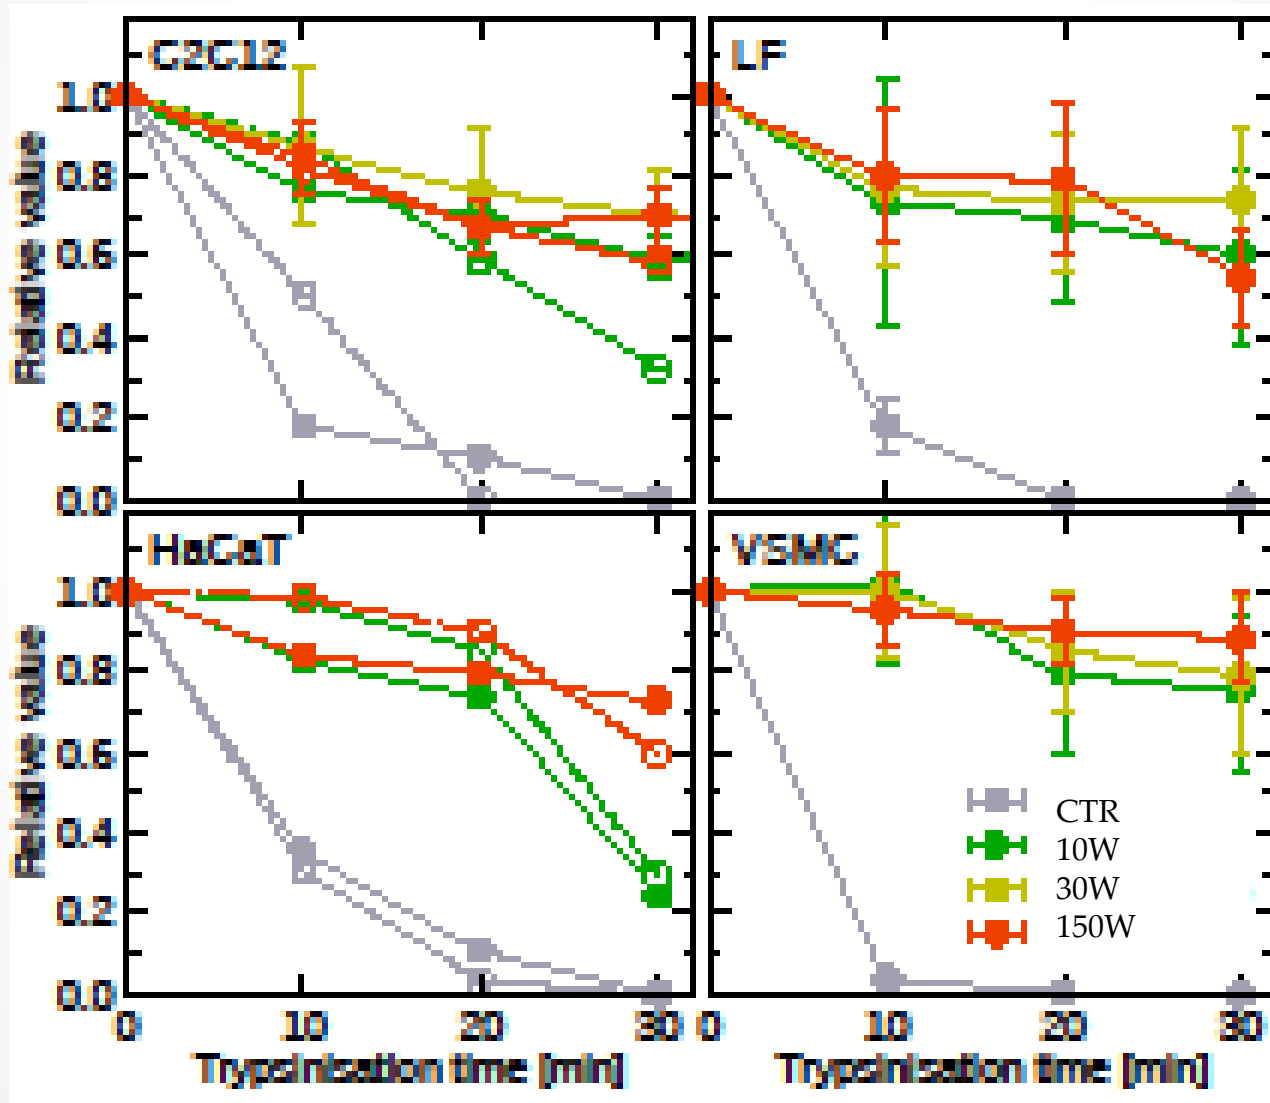 C2C12
LF
1.0
0.8
0.6
0.4
0.2
0.0
Relative value
HaCaT
VSMC
1.0
0.8
0.6
0.4
0.2
0.0
Relative value
CTR
10W
30W
150W
0 10 20 30 0 10 20 30
Trypsinisation time [min] Trypsinisation time [min]